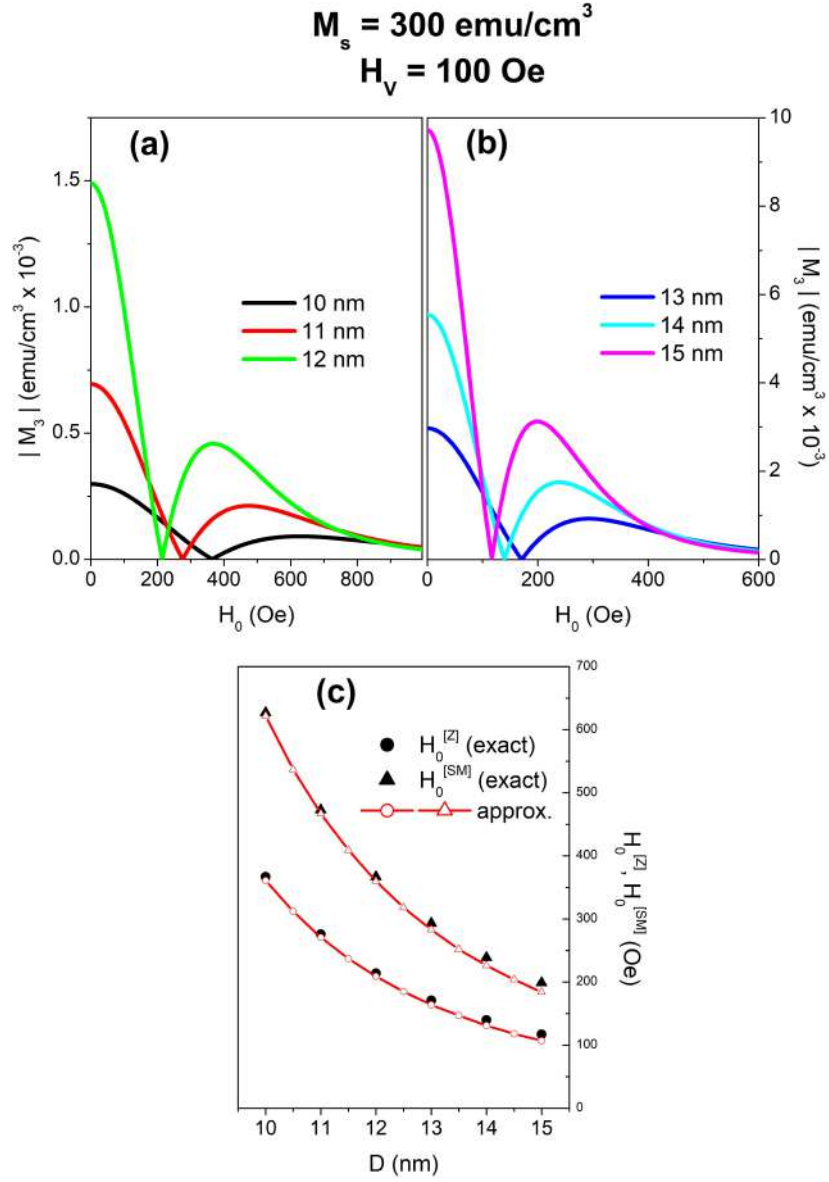 M_s = 300 emu/cm^3
H_V = 100 Oe
(a)
1.5
1.0
0.5
0.0
| M_3 | (emu/cm^3 x 10^-3)
10 nm
11 nm
12 nm
0 200 400 600 800
H_0 (Oe)
(b)
10
8
6
4
2
0
| M_3 | (emu/cm^3 x 10^-3)
13 nm
14 nm
15 nm
0 200 400 600
H_0 (Oe)
(c)
H_0^[Z] (exact)
H_0^[SM] (exact)
approx.
700
600
500
400
300
200
100
0
H_0^[Z], H_0^[SM] (Oe)
10 11 12 13 14 15
D (nm)